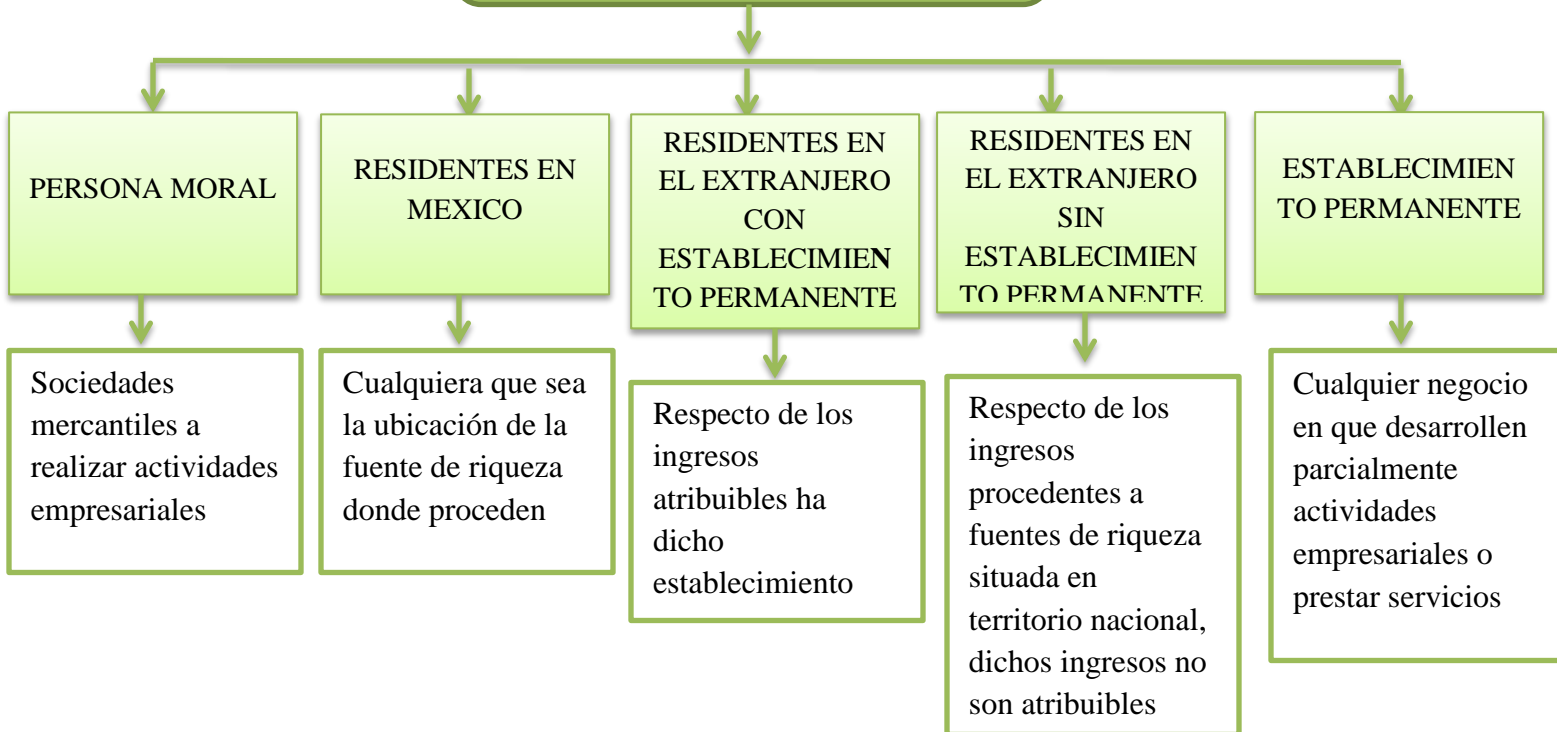 PERSONA MORAL
RESIDENTES EN
MEXICO
RESIDENTES EN
EL EXTRANJERO
CON
ESTABLECIMIEN
TO PERMANENTE
RESIDENTES EN
EL EXTRANJERO
SIN
ESTABLECIMIEN
TO PERMANENTE
ESTABLECIMIEN
TO PERMANENTE
Sociedades
mercantiles a
realizar actividades
empresariales
Cualquiera que sea
la ubicación de la
fuente de riqueza
donde proceden
Respecto de los
ingresos
atribuibles ha
dicho
establecimiento
Respecto de los
ingresos
procedentes a
fuentes de riqueza
situada en
territorio nacional,
dichos ingresos no
son atribuibles
Cualquier negocio
en que desarrollen
parcialmente
actividades
empresariales o
prestar servicios